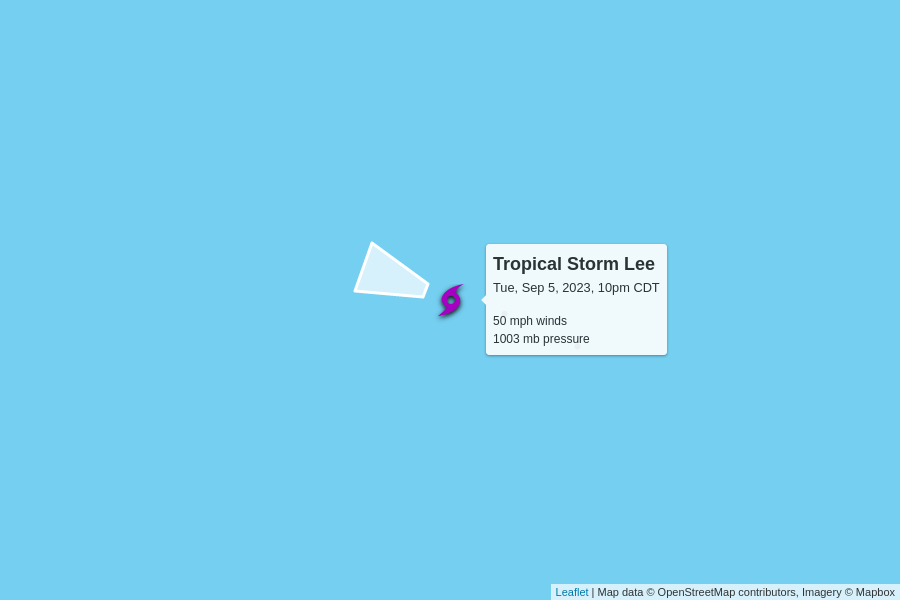 Tropical Storm Lee
Tue, Sep 5, 2023, 10pm CDT
50 mph winds
1003 mb pressure
Leaflet | Map data © OpenStreetMap contributors, Imagery © Mapbox